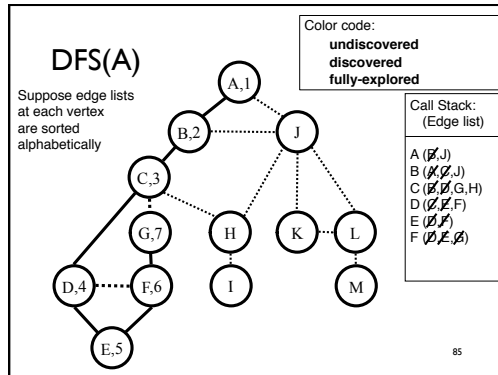 DFS(A)
Suppose edge lists
at each vertex
are sorted
alphabetically
Color code:
undiscovered
discovered
fully-explored
Call Stack:
(Edge list)
A (B,J)
B (A,C,J)
C (B,D,G,H)
D (C,E,F)
E (D,F)
F (D,E,G)
A,1
B,2
J
C,3
G,7
H
K
L
D,4
F,6
I
M
E,5
85